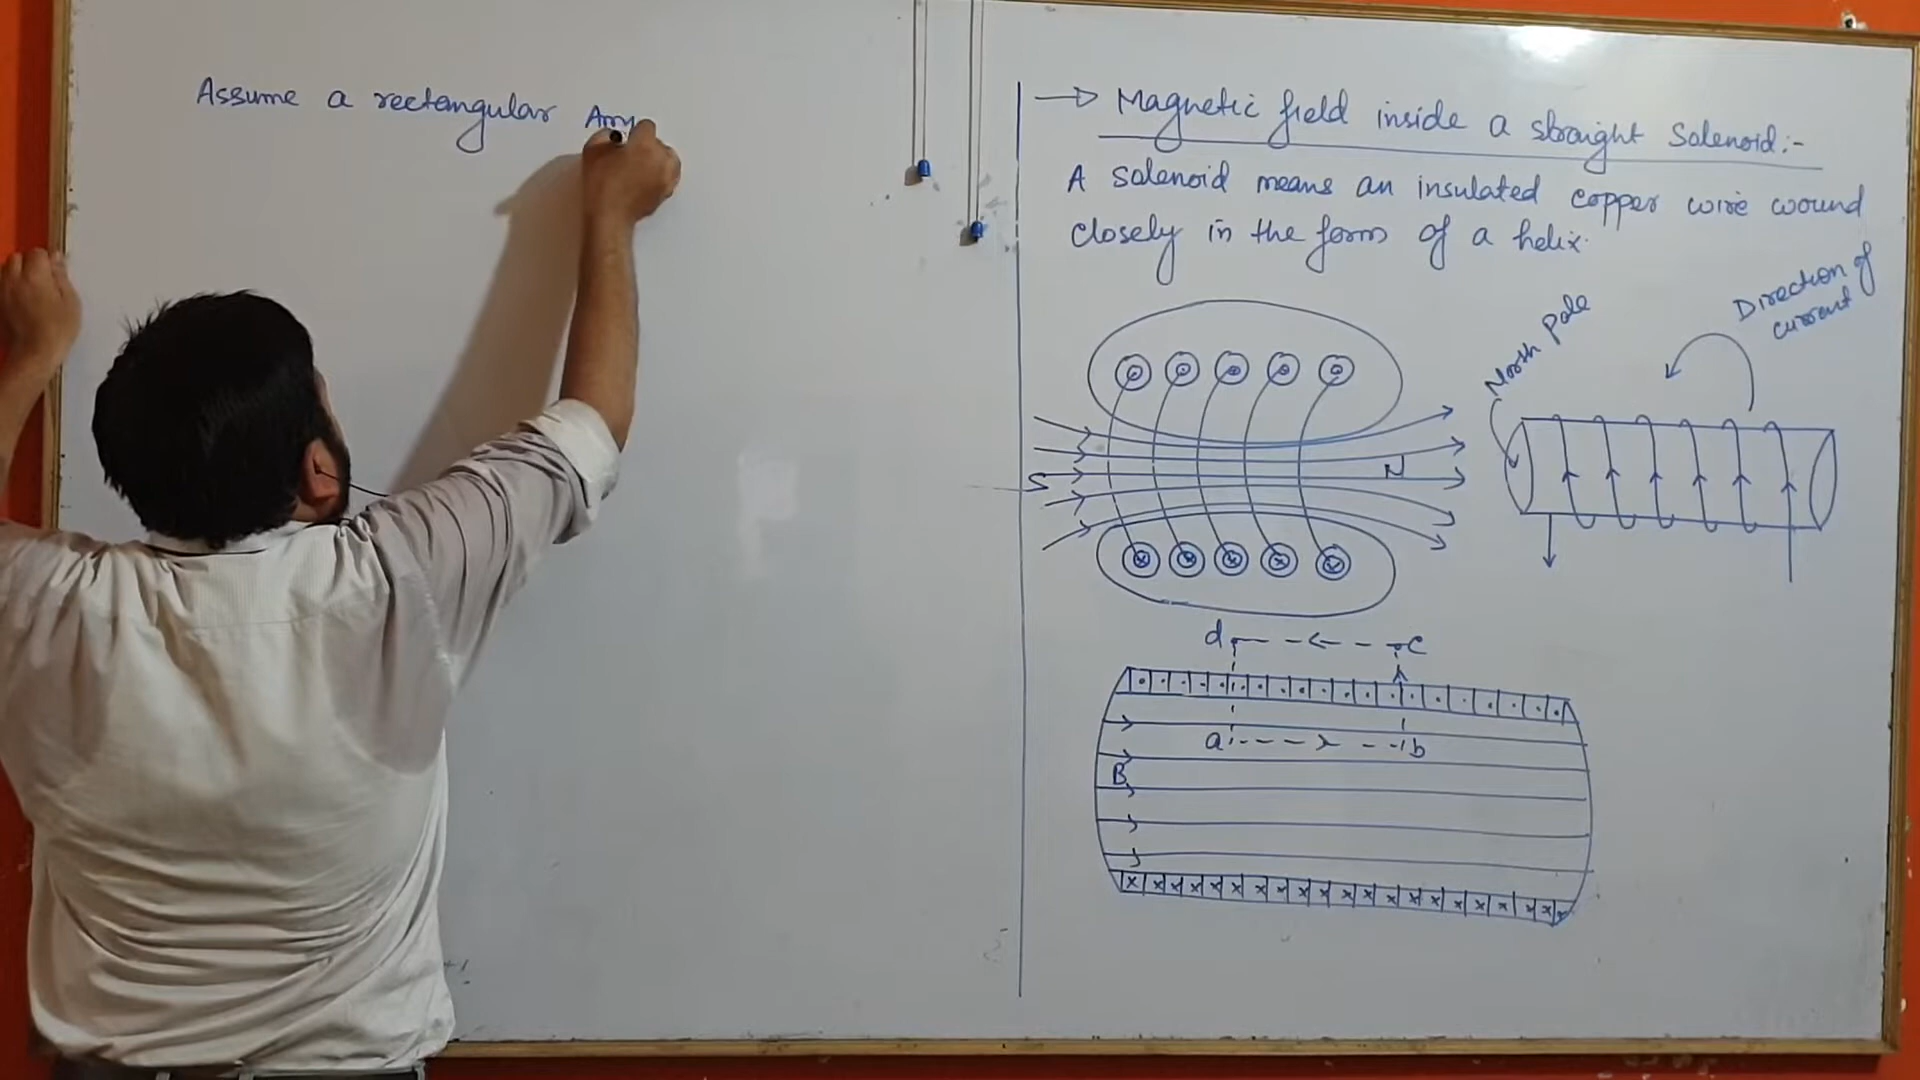 Assume a rectangular Amp
→ Magnetic field inside a straight Solenoid:-
A solenoid means an insulated copper wire wound
closely in the form of a helix.
Direction of
current
North Pole
S
N
d c
a b
B